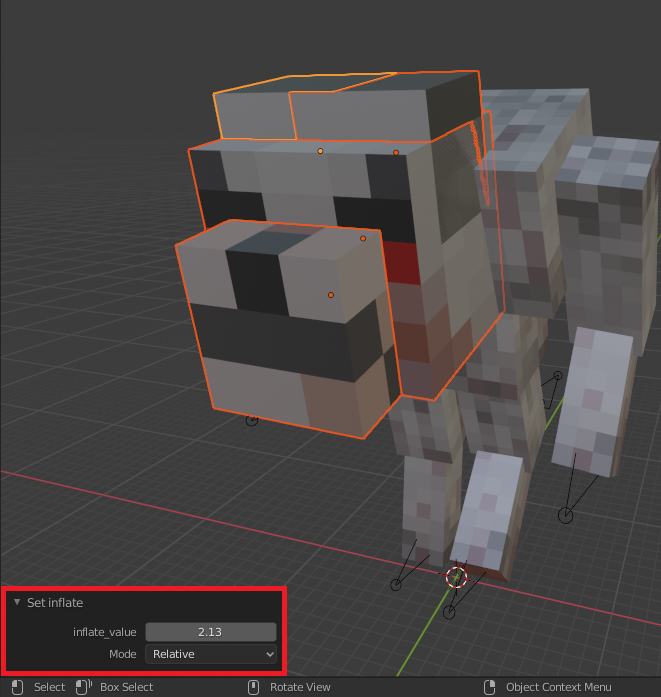 Set inflate
inflate_value 2.13
Mode Relative
Select Box Select Rotate View Object Context Menu